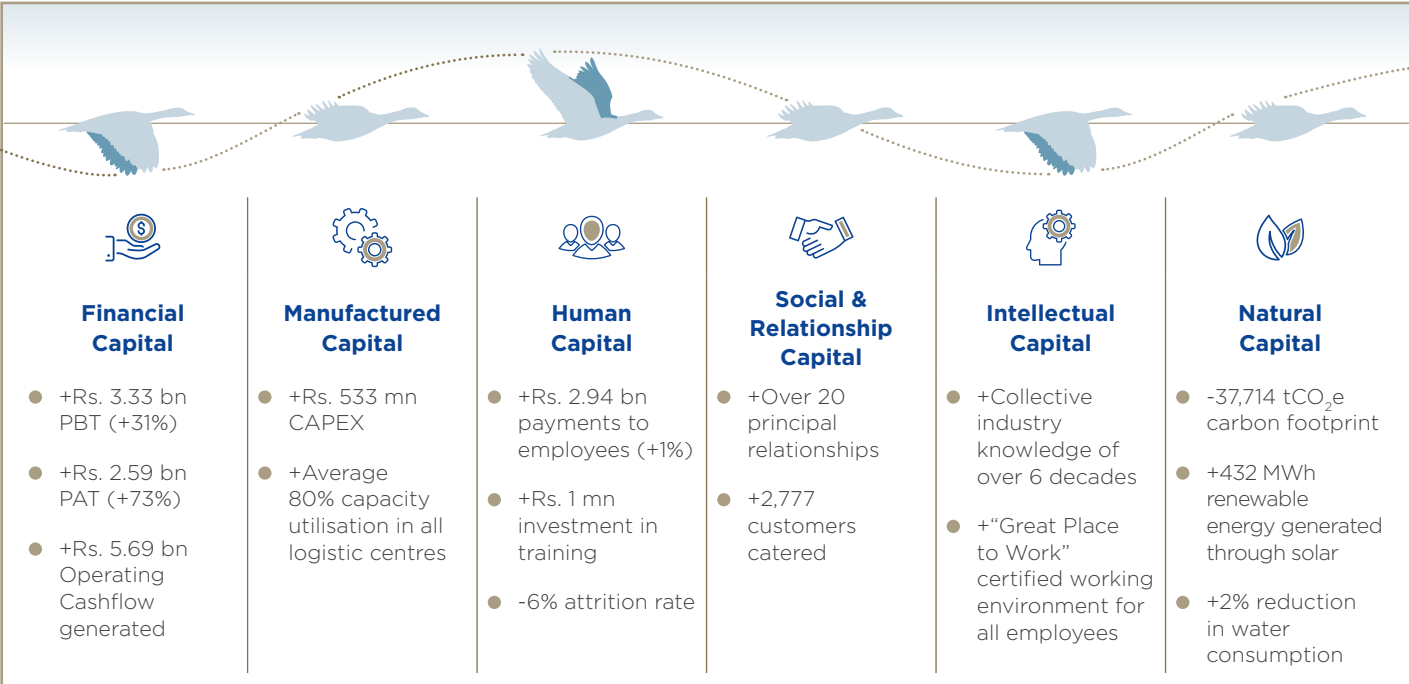 $
Financial
Capital
+Rs. 3.33 bn
PBT (+31%)
+Rs. 2.59 bn
PAT (+73%)
+Rs. 5.69 bn
Operating
Cashflow
generated
Manufactured
Capital
+Rs. 533 mn
CAPEX
+Average
80% capacity
utilisation in all
logistic centres
Human
Capital
+Rs. 2.94 bn
payments to
employees (+1%)
+Rs. 1 mn
investment in
training
-6% attrition rate
Social &
Relationship
Capital
+Over 20
principal
relationships
+2,777
customers
catered
Intellectual
Capital
+Collective
industry
knowledge of
over 6 decades
+“Great Place
to Work”
certified working
environment for
all employees
Natural
Capital
-37,714 tCO₂e
carbon footprint
+432 MWh
renewable
energy generated
through solar
+2% reduction
in water
consumption